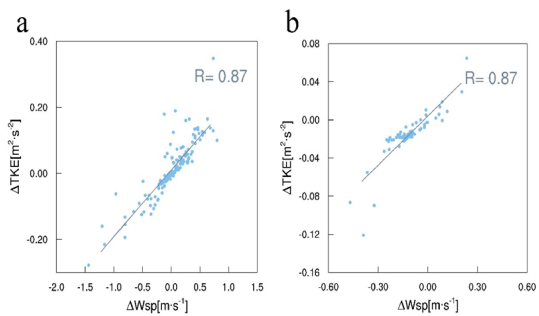 a
ΔTKE[m²·s⁻²]
0.40
0.20
0.00
-0.20
R= 0.87
-2.0 -1.5 -1.0 -0.5 0.0 0.5 1.0 1.5
ΔWsp[m·s⁻¹]
b
ΔTKE[m²·s⁻²]
0.08
0.04
0.00
-0.04
-0.08
-0.12
-0.16
R= 0.87
-0.60 -0.30 0.00 0.30 0.60
ΔWsp[m·s⁻¹]